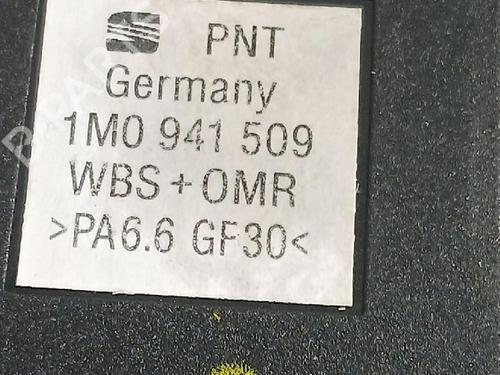 PNT
Germany
1M0 941 509
WBS + OMR
>PA6.6 GF30<